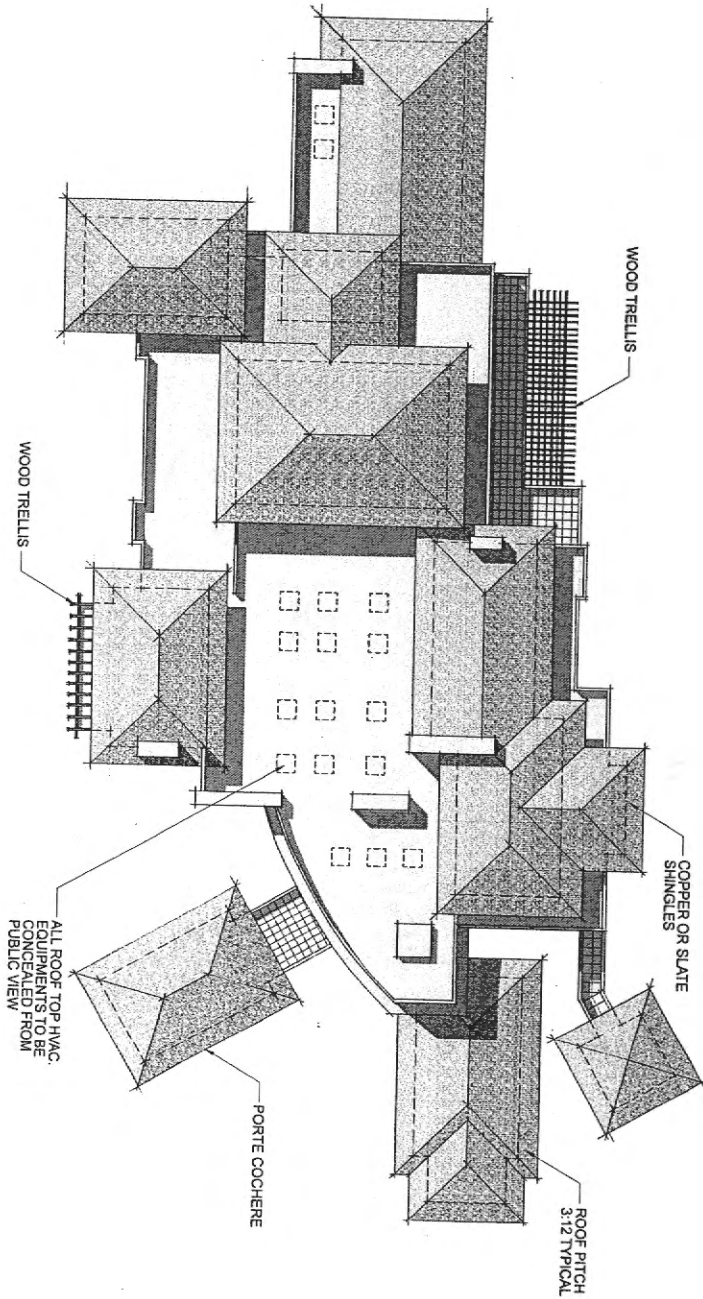 WOOD TRELLIS
COPPER OR SLATE
SHINGLES
ROOF PITCH
3:12 TYPICAL
WOOD TRELLIS
ALL ROOF TOP HVAC.
EQUIPMENTS TO BE
CONCEALED FROM
PUBLIC VIEW
PORTE COCHERE